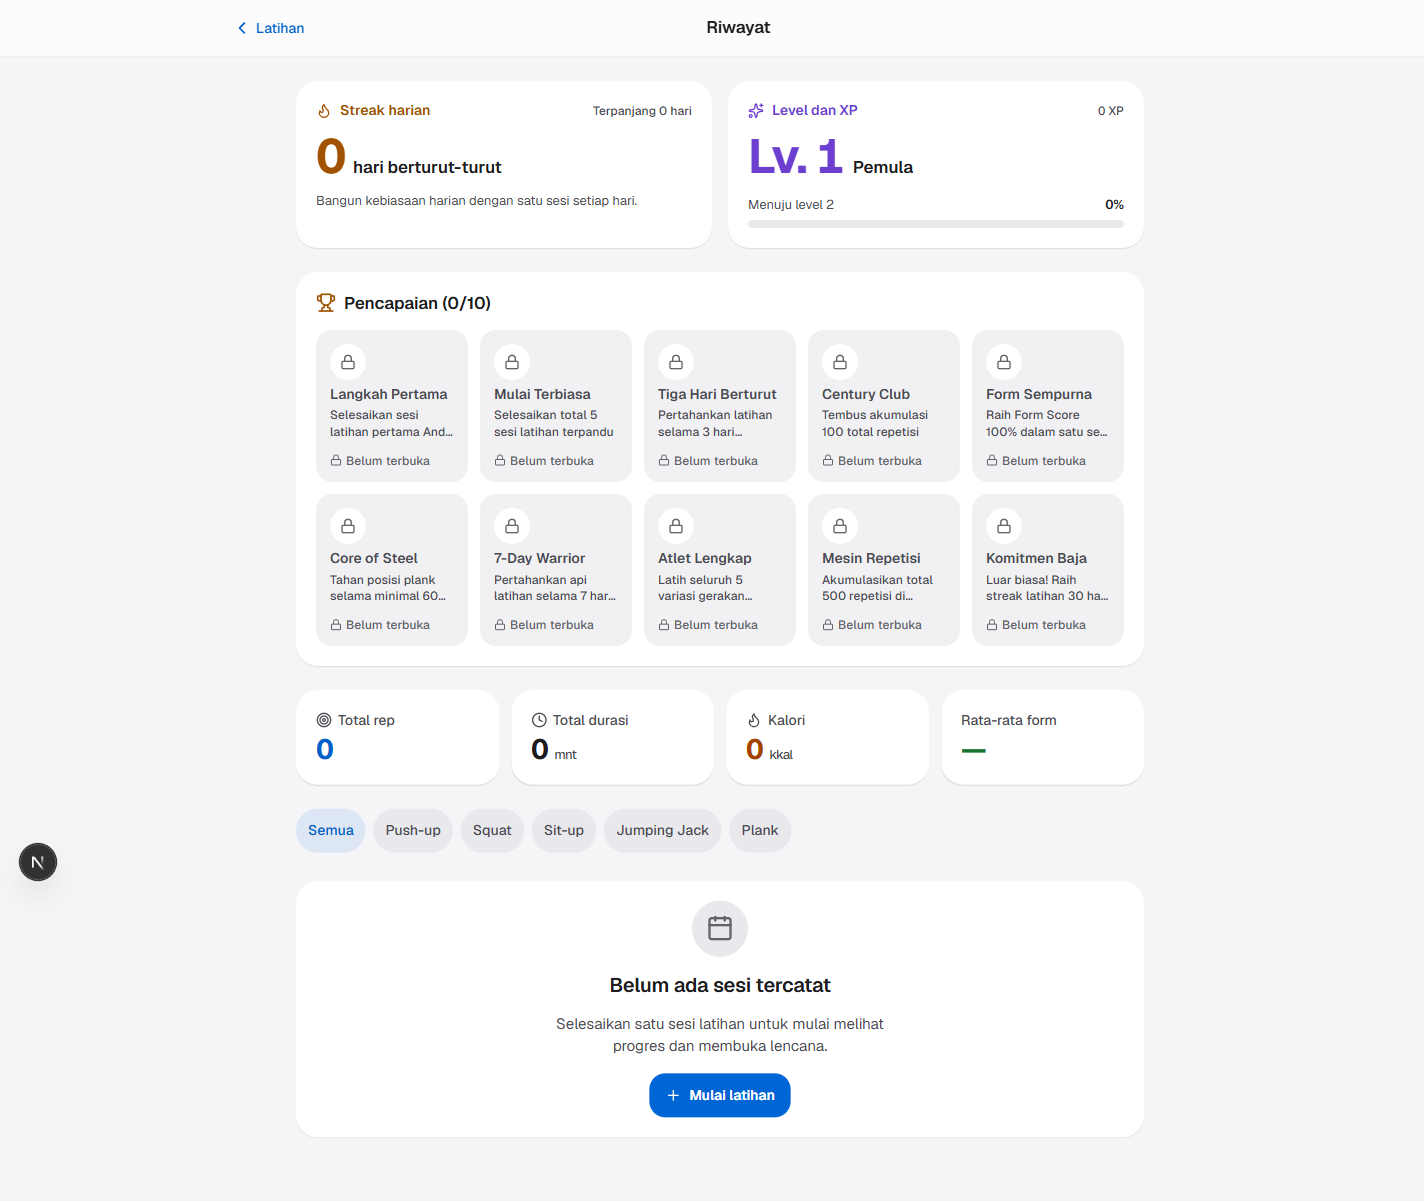 Latihan
Riwayat
Streak harian
Terpanjang 0 hari
0 hari berturut-turut
Bangun kebiasaan harian dengan satu sesi setiap hari.
Level dan XP
0 XP
Lv. 1 Pemula
Menuju level 2
0%
Pencapaian (0/10)
Langkah Pertama
Selesaikan sesi
latihan pertama And...
Belum terbuka
Mulai Terbiasa
Selesaikan total 5
sesi latihan terpandu
Belum terbuka
Tiga Hari Berturut
Pertahankan latihan
selama 3 hari...
Belum terbuka
Century Club
Tembus akumulasi
100 total repetisi
Belum terbuka
Form Sempurna
Raih Form Score
100% dalam satu se...
Belum terbuka
Core of Steel
Tahan posisi plank
selama minimal 60...
Belum terbuka
7-Day Warrior
Pertahankan api
latihan selama 7 har...
Belum terbuka
Atlet Lengkap
Latih seluruh 5
variasi gerakan...
Belum terbuka
Mesin Repetisi
Akumulasikan total
500 repetisi di...
Belum terbuka
Komitmen Baja
Luar biasa! Raih
streak latihan 30 ha...
Belum terbuka
Total rep
0
Total durasi
0 mnt
Kalori
0 kkal
Rata-rata form
—
Semua
Push-up
Squat
Sit-up
Jumping Jack
Plank
N
Belum ada sesi tercatat
Selesaikan satu sesi latihan untuk mulai melihat
progres dan membuka lencana.
Mulai latihan